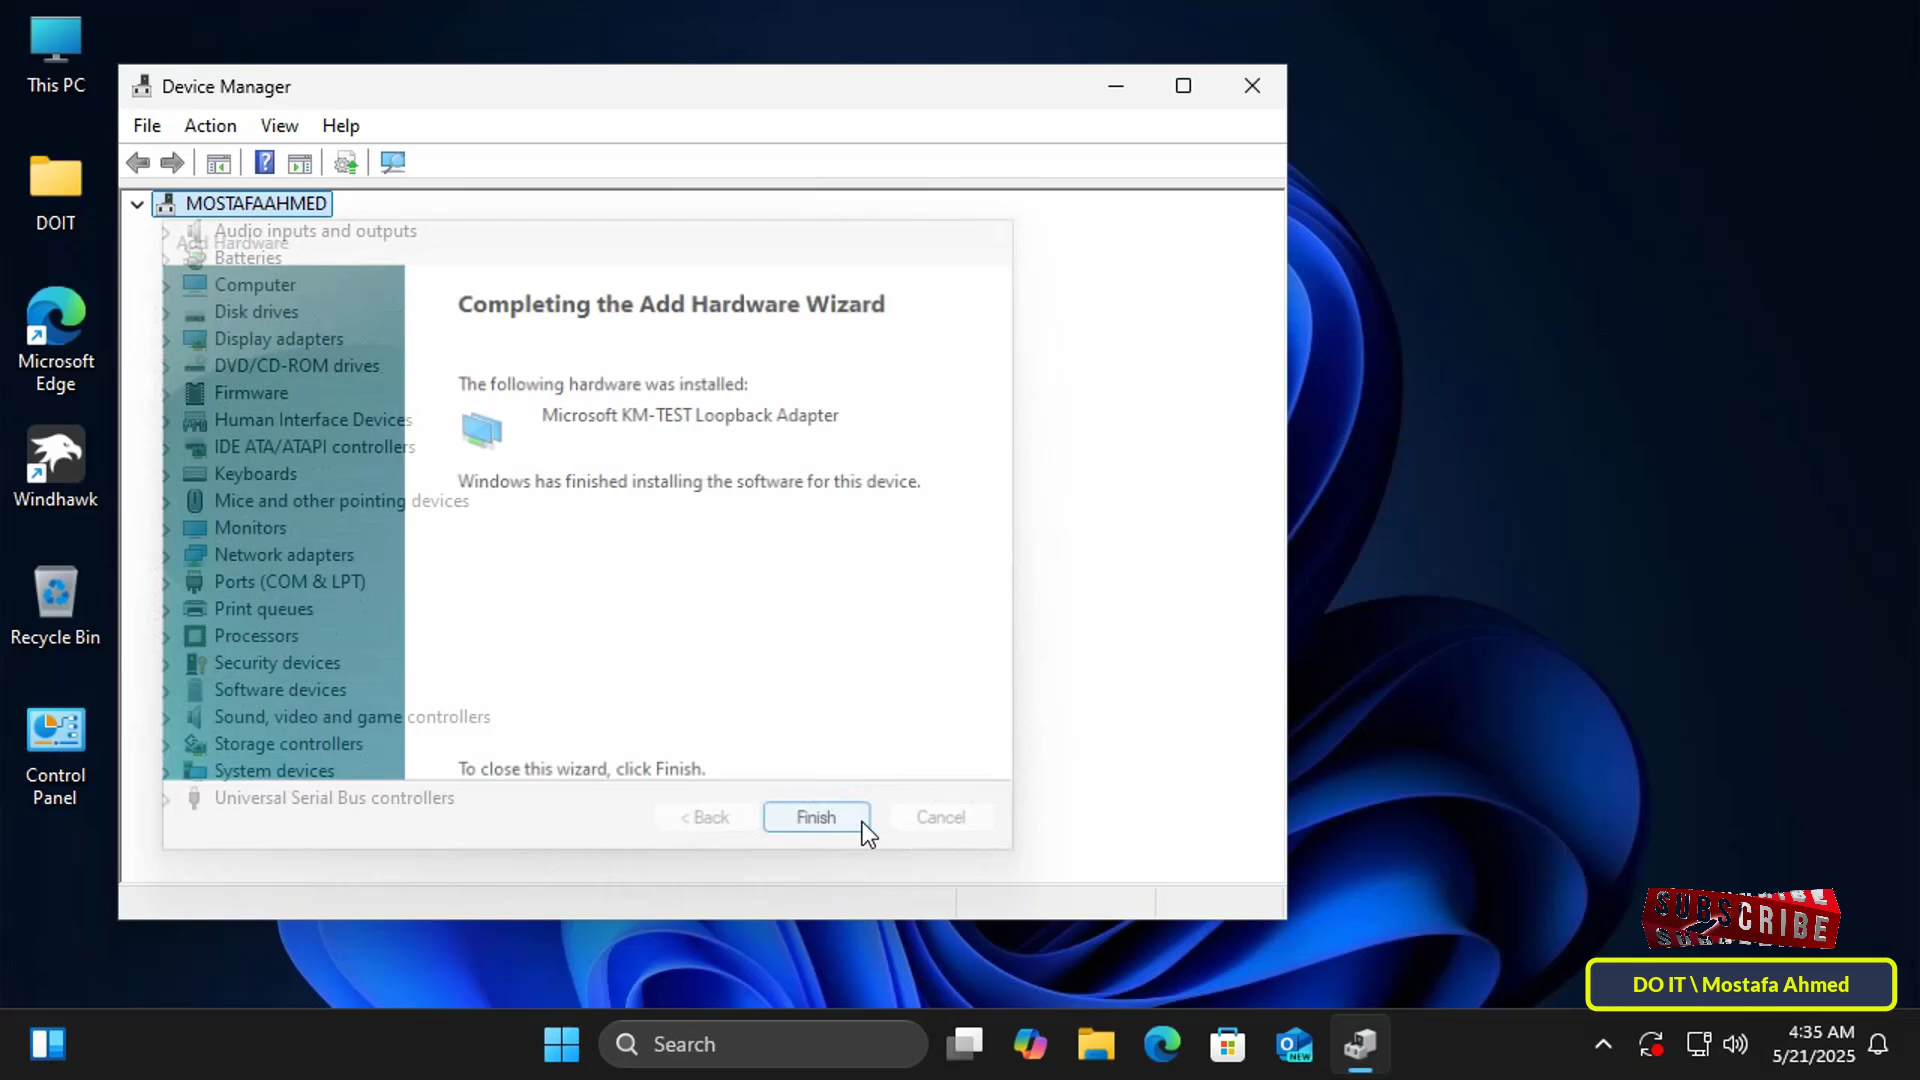 This PC
DOIT
Microsoft
Edge
Windhawk
Recycle Bin
Control
Panel
Device Manager
File Action View Help
MOSTAFAAHMED
Audio inputs and outputs
Add Hardware
Batteries
Computer
Disk drives
Display adapters
DVD/CD-ROM drives
Firmware
Human Interface Devices
IDE ATA/ATAPI controllers
Keyboards
Mice and other pointing devices
Monitors
Network adapters
Ports (COM & LPT)
Print queues
Processors
Security devices
Software devices
Sound, video and game controllers
Storage controllers
System devices
Universal Serial Bus controllers
Completing the Add Hardware Wizard
The following hardware was installed:
Microsoft KM-TEST Loopback Adapter
Windows has finished installing the software for this device.
To close this wizard, click Finish.
< Back Finish Cancel
SUBSCRIBE
DO IT \ Mostafa Ahmed
Search
NEW
4:35 AM
5/21/2025